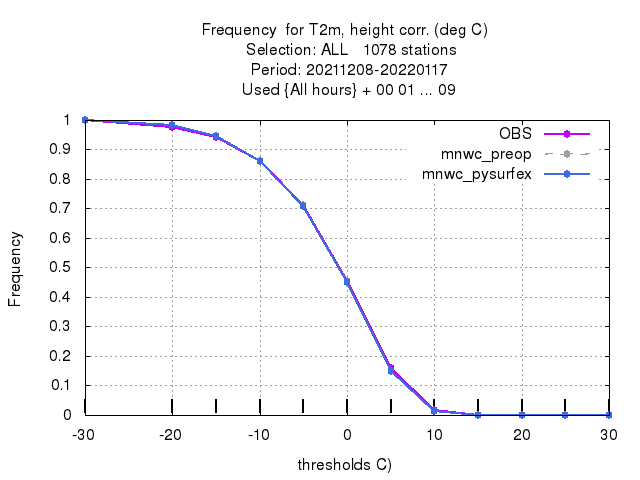 Frequency  for T2m, height corr. (deg C)
Selection: ALL   1078 stations
Period: 20211208-20220117
Used {All hours} + 00 01 ... 09
OBS
mnwc_preop
mnwc_pysurfex
1
0.9
0.8
0.7
0.6
0.5
0.4
0.3
0.2
0.1
0
Frequency
-30 -20 -10 0 10 20 30
thresholds C)